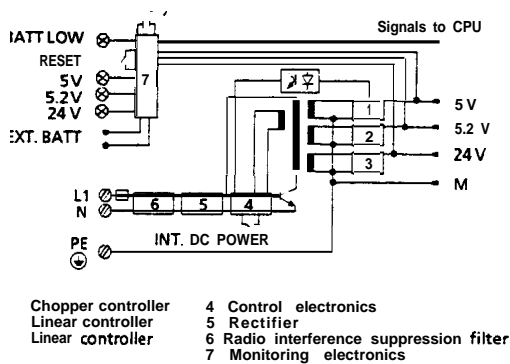 Signals to CPU
BATT LOW
RESET
5V
5.2V
24V
EXT. BATT
7
1
2
3
5V
5.2 V
24V
M
L1
N
6
5
4
PE
INT. DC POWER
Chopper controller 4 Control electronics
Linear controller 5 Rectifier
Linear controller 6 Radio interference suppression filter
7 Monitoring electronics